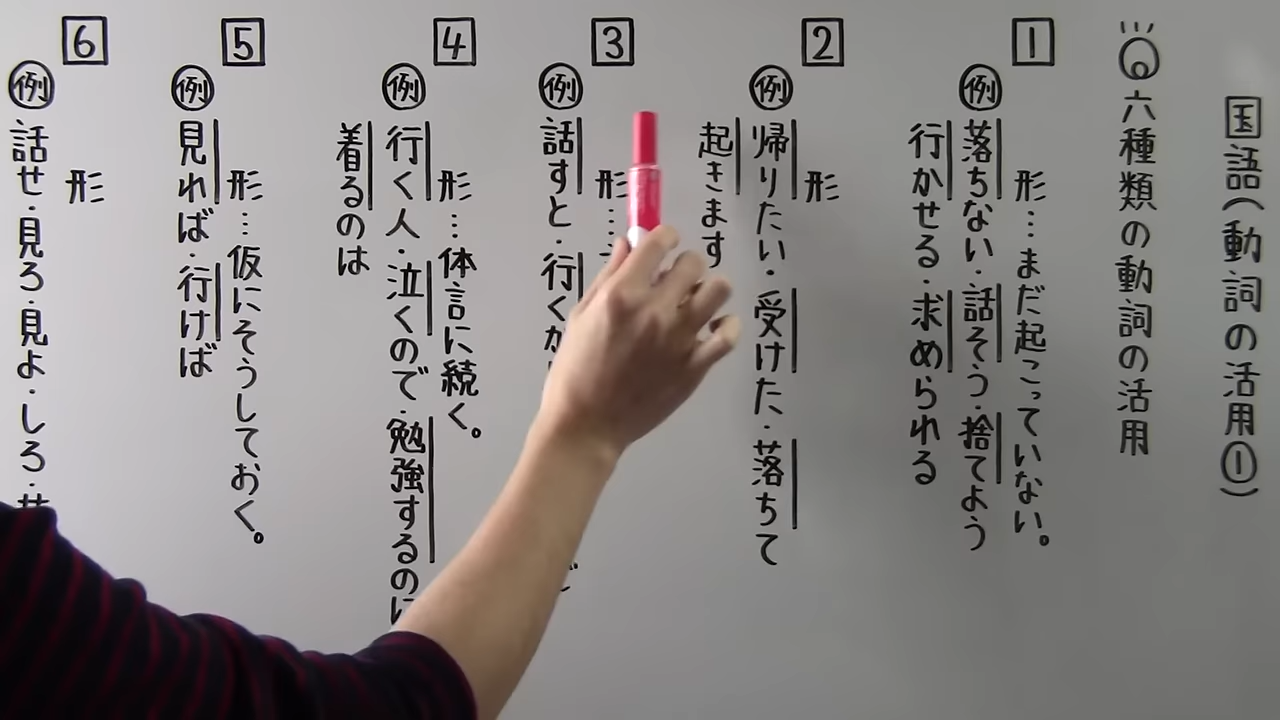 国語(動詞の活用①)
六種類の動詞の活用
1
形…まだ起こっていない。
例 落ちない・話そう・捨てよう
行かせる・求められる
2
形
例 帰りたい・受けた・落ちて
起きます
3
形…
例 話すと・行くか
4
形…体言に続く。
例 行く人・泣くので・勉強するのに
着るのは
5
形…仮にそうしておく。
例 見れば・行けば
6
形
例 話せ・見ろ・見よ・しろ・せ